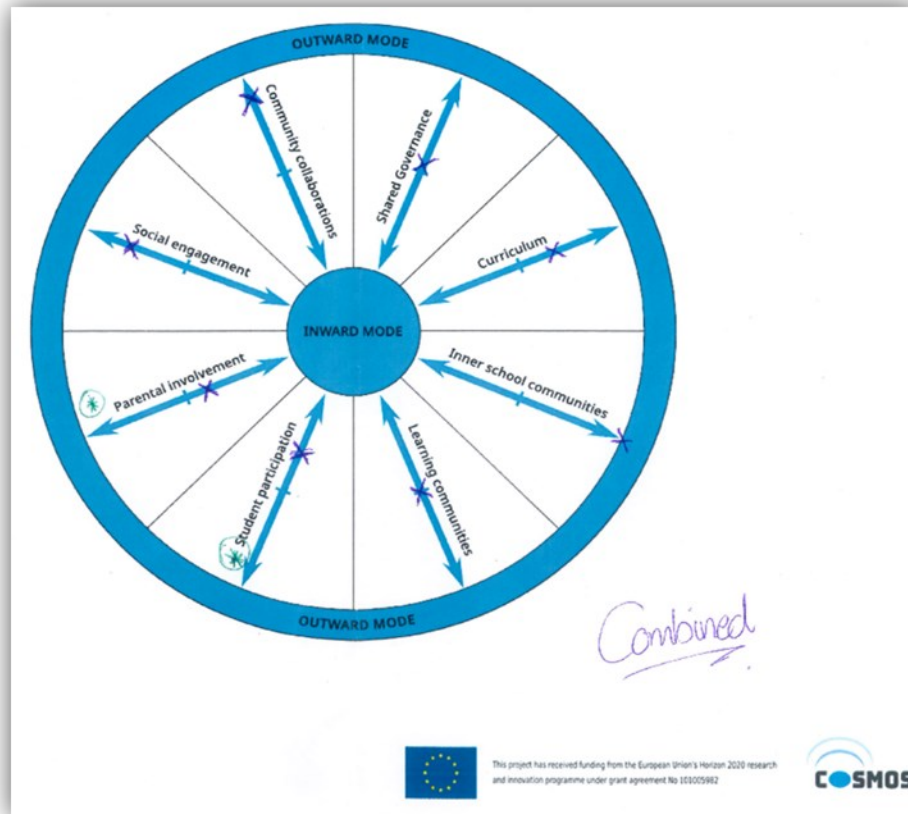 OUTWARD MODE
Community collaborations
Shared Governance
Social engagement
Curriculum
INWARD MODE
Parental involvement
Inner school communities
Student participation
Learning communities
OUTWARD MODE
Combined
This project has received funding from the European Union's Horizon 2020 research
and innovation programme under grant agreement No 101005982
COSMOS